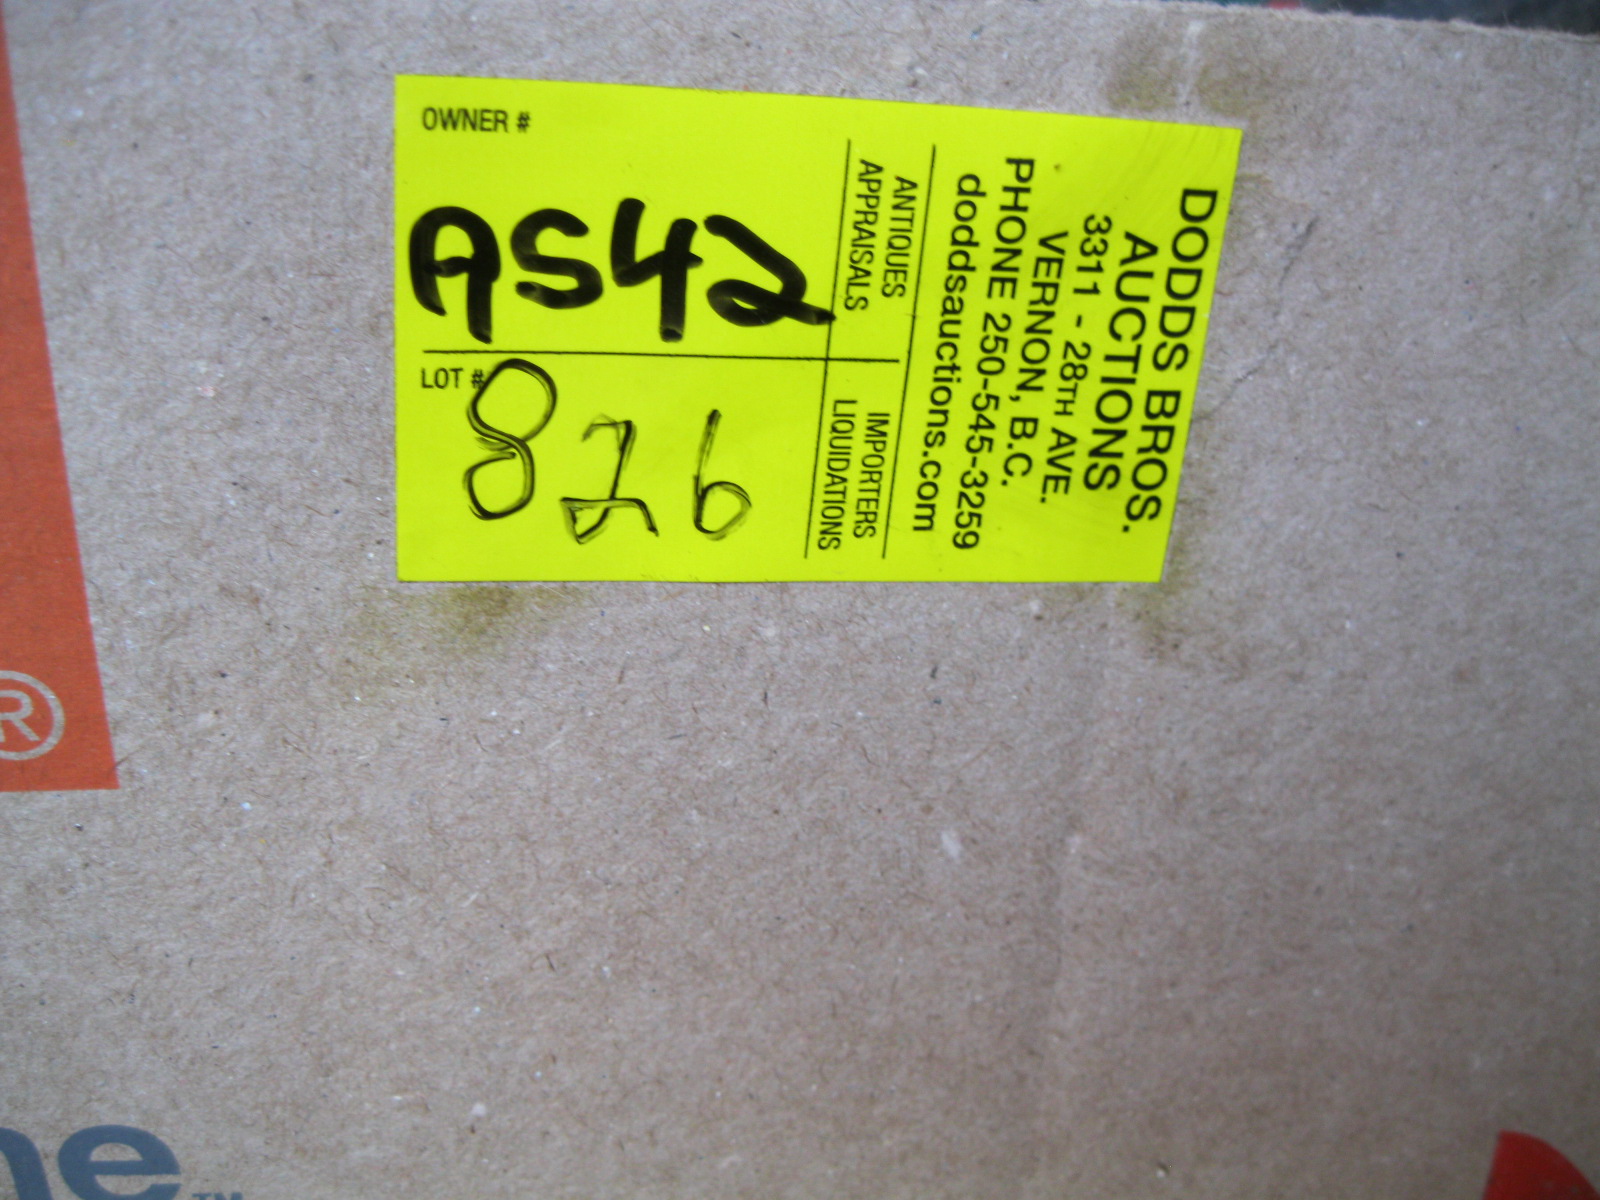 OWNER #
AS42
LOT #
826
ANTIQUES
APPRAISALS
IMPORTERS
LIQUIDATIONS
DODDS BROS.
AUCTIONS
3311 - 28TH AVE.
VERNON, B.C.
PHONE 250-545-3259
doddsauctions.com
®
ne™